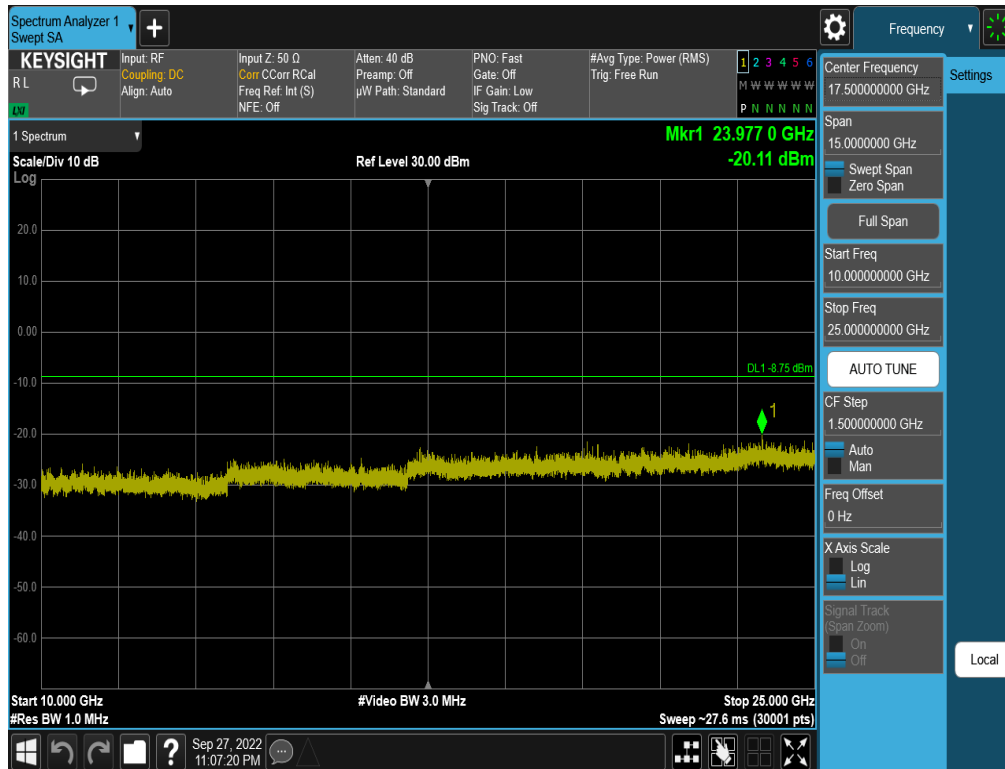 Spectrum Analyzer 1
Swept SA
Frequency
KEYSIGHT
R L
LXI
Input: RF
Coupling: DC
Align: Auto
Input Z: 50 Ω
Corr CCorr RCal
Freq Ref: Int (S)
NFE: Off
Atten: 40 dB
Preamp: Off
µW Path: Standard
PNO: Fast
Gate: Off
IF Gain: Low
Sig Track: Off
#Avg Type: Power (RMS)
Trig: Free Run
1 2 3 4 5 6
M W W W W W
P N N N N N
1 Spectrum
Mkr1 23.977 0 GHz
Scale/Div 10 dB
Ref Level 30.00 dBm
-20.11 dBm
Log
20.0
10.0
0.00
DL1 -8.75 dBm
-10.0
1
-20.0
-30.0
-40.0
-50.0
-60.0
Start 10.000 GHz
#Video BW 3.0 MHz
Stop 25.000 GHz
#Res BW 1.0 MHz
Sweep ~27.6 ms (30001 pts)
Center Frequency
17.500000000 GHz
Settings
Span
15.0000000 GHz
Swept Span
Zero Span
Full Span
Start Freq
10.000000000 GHz
Stop Freq
25.000000000 GHz
AUTO TUNE
CF Step
1.500000000 GHz
Auto
Man
Freq Offset
0 Hz
X Axis Scale
Log
Lin
Signal Track
(Span Zoom)
On
Off
Local
?
Sep 27, 2022
11:07:20 PM